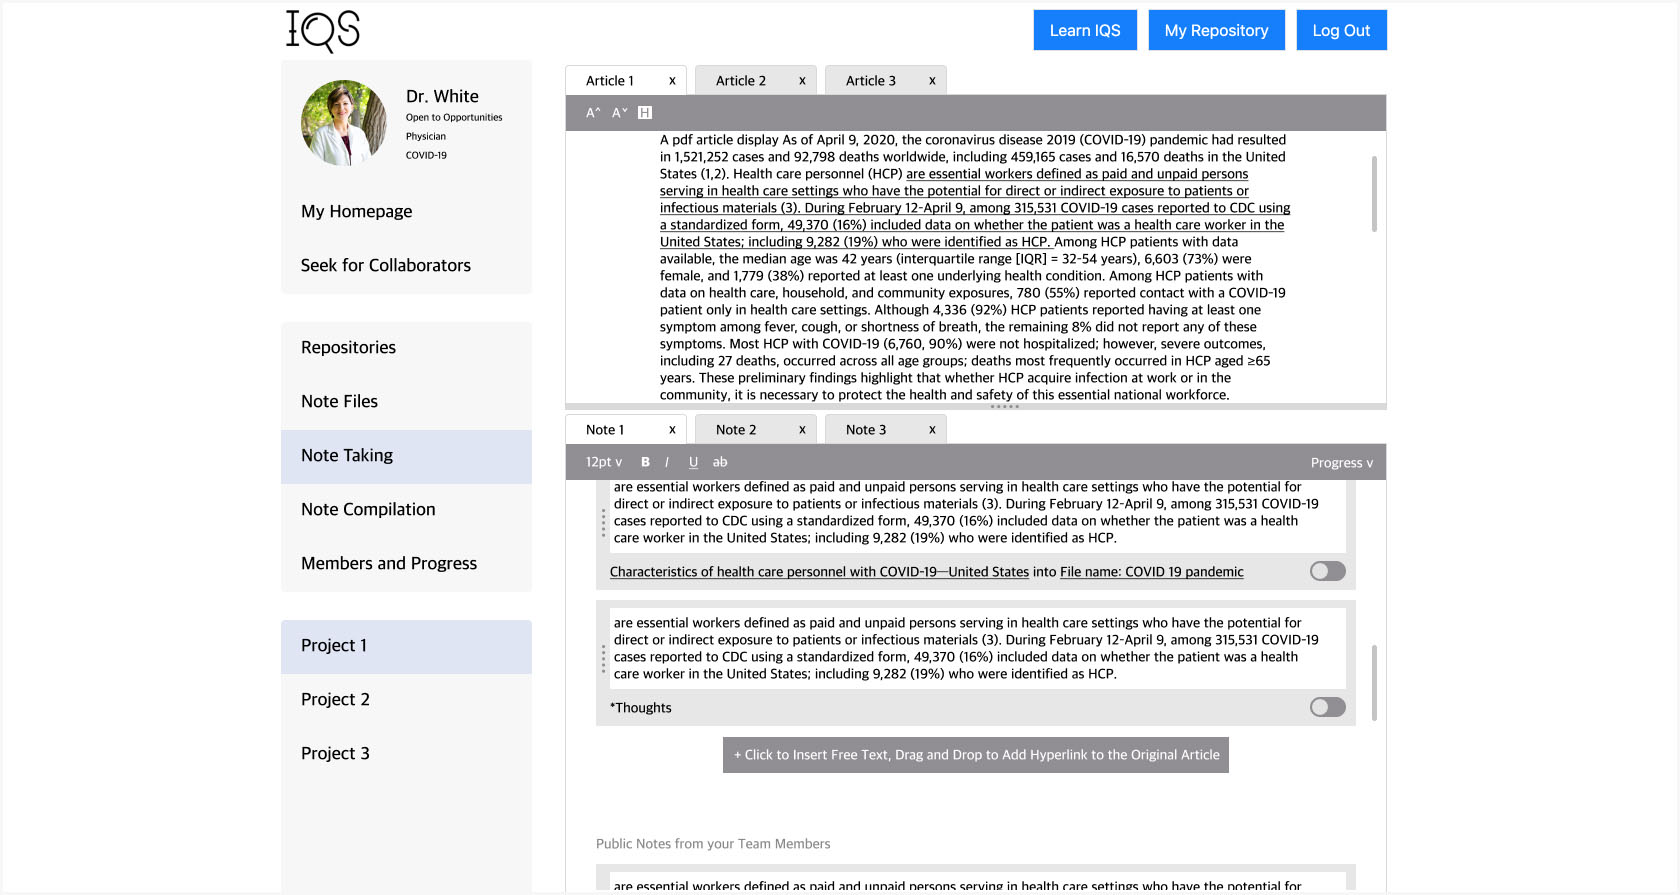 IQS
Learn IQS
My Repository
Log Out
Dr. White
Open to Opportunities
Physician
COVID-19
My Homepage
Seek for Collaborators
Repositories
Note Files
Note Taking
Note Compilation
Members and Progress
Project 1
Project 2
Project 3
Article 1 x
Article 2 x
Article 3 x
A^ A˅ H
A pdf article display As of April 9, 2020, the coronavirus disease 2019 (COVID-19) pandemic had resulted
in 1,521,252 cases and 92,798 deaths worldwide, including 459,165 cases and 16,570 deaths in the United
States (1,2). Health care personnel (HCP) are essential workers defined as paid and unpaid persons
serving in health care settings who have the potential for direct or indirect exposure to patients or
infectious materials (3). During February 12-April 9, among 315,531 COVID-19 cases reported to CDC using
a standardized form, 49,370 (16%) included data on whether the patient was a health care worker in the
United States; including 9,282 (19%) who were identified as HCP. Among HCP patients with data
available, the median age was 42 years (interquartile range [IQR] = 32-54 years), 6,603 (73%) were
female, and 1,779 (38%) reported at least one underlying health condition. Among HCP patients with
data on health care, household, and community exposures, 780 (55%) reported contact with a COVID-19
patient only in health care settings. Although 4,336 (92%) HCP patients reported having at least one
symptom among fever, cough, or shortness of breath, the remaining 8% did not report any of these
symptoms. Most HCP with COVID-19 (6,760, 90%) were not hospitalized; however, severe outcomes,
including 27 deaths, occurred across all age groups; deaths most frequently occurred in HCP aged ≥65
years. These preliminary findings highlight that whether HCP acquire infection at work or in the
community, it is necessary to protect the health and safety of this essential national workforce.
Note 1 x
Note 2 x
Note 3 x
12pt v B I U ab
Progress v
are essential workers defined as paid and unpaid persons serving in health care settings who have the potential for
direct or indirect exposure to patients or infectious materials (3). During February 12-April 9, among 315,531 COVID-19
cases reported to CDC using a standardized form, 49,370 (16%) included data on whether the patient was a health
care worker in the United States; including 9,282 (19%) who were identified as HCP.
Characteristics of health care personnel with COVID-19—United States into File name: COVID 19 pandemic
are essential workers defined as paid and unpaid persons serving in health care settings who have the potential for
direct or indirect exposure to patients or infectious materials (3). During February 12-April 9, among 315,531 COVID-19
cases reported to CDC using a standardized form, 49,370 (16%) included data on whether the patient was a health
care worker in the United States; including 9,282 (19%) who were identified as HCP.
*Thoughts
+ Click to Insert Free Text, Drag and Drop to Add Hyperlink to the Original Article
Public Notes from your Team Members
are essential workers defined as paid and unpaid persons serving in health care settings who have the potential for